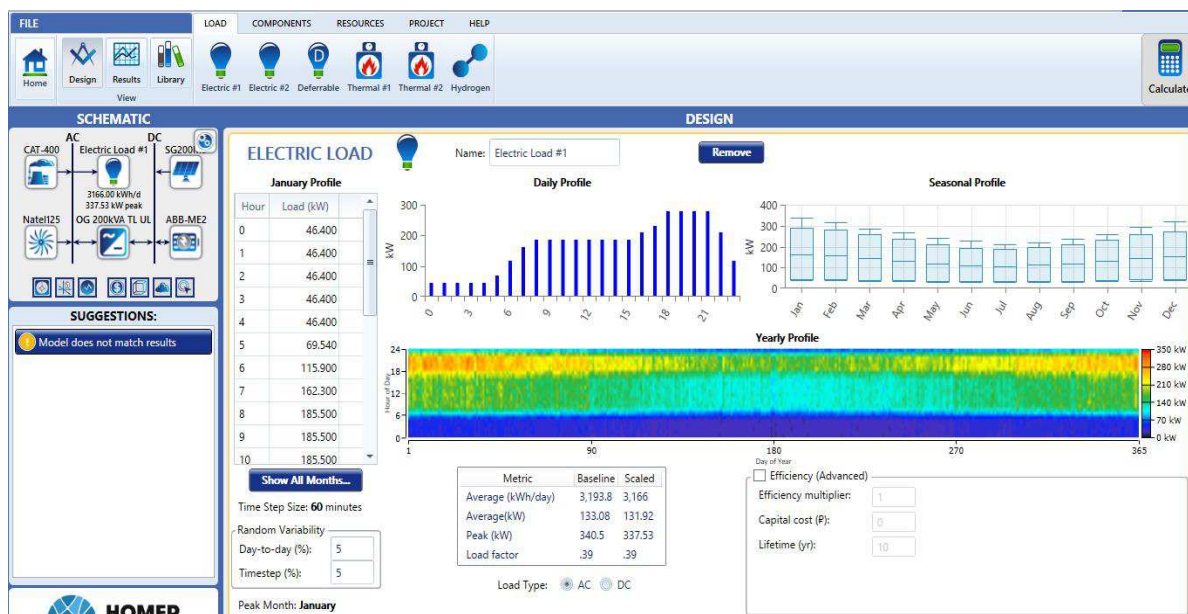 FILE
LOAD COMPONENTS RESOURCES PROJECT HELP
Home
Design Results Library
View
Electric #1 Electric #2 Deferrable Thermal #1 Thermal #2 Hydrogen
D
Calculate
SCHEMATIC
AC DC
CAT-400 Electric Load #1
3166.00 kWh/d
337.53 kW peak
OG 200kVA TL UL ABB-ME2
SUGGESTIONS:
Model does not match results
HOMER
DESIGN
ELECTRIC LOAD
Name: Electric Load #1
Remove
January Profile
Hour Load (kW)
0 46.400
1 46.400
2 46.400
3 46.400
4 46.400
5 69.540
6 115.900
7 162.300
8 185.500
9 185.500
10 185.500
Show All Months...
Time Step Size: 60 minutes
Random Variability
Day-to-day (%): 5
Timestep (%): 5
Peak Month: January
Daily Profile
kW
300
200
100
0
0 3 6 9 12 15 18 21
Seasonal Profile
kW
400
300
200
100
0
Jan Feb Mar Apr May Jun Jul Aug Sep Oct Nov Dec
Yearly Profile
Hour of Day
24
18
12
6
0
1 90 180 270 365
Day of Year
350 kW
280 kW
210 kW
140 kW
70 kW
0 kW
Metric Baseline Scaled
Average (kWh/day) 3,193.8 3,166
Average(kW) 133.08 131.92
Peak (kW) 340.5 337.53
Load factor .39 .39
Load Type: AC DC
Efficiency (Advanced)
Efficiency multiplier: 1
Capital cost (₽): 0
Lifetime (yr): 10